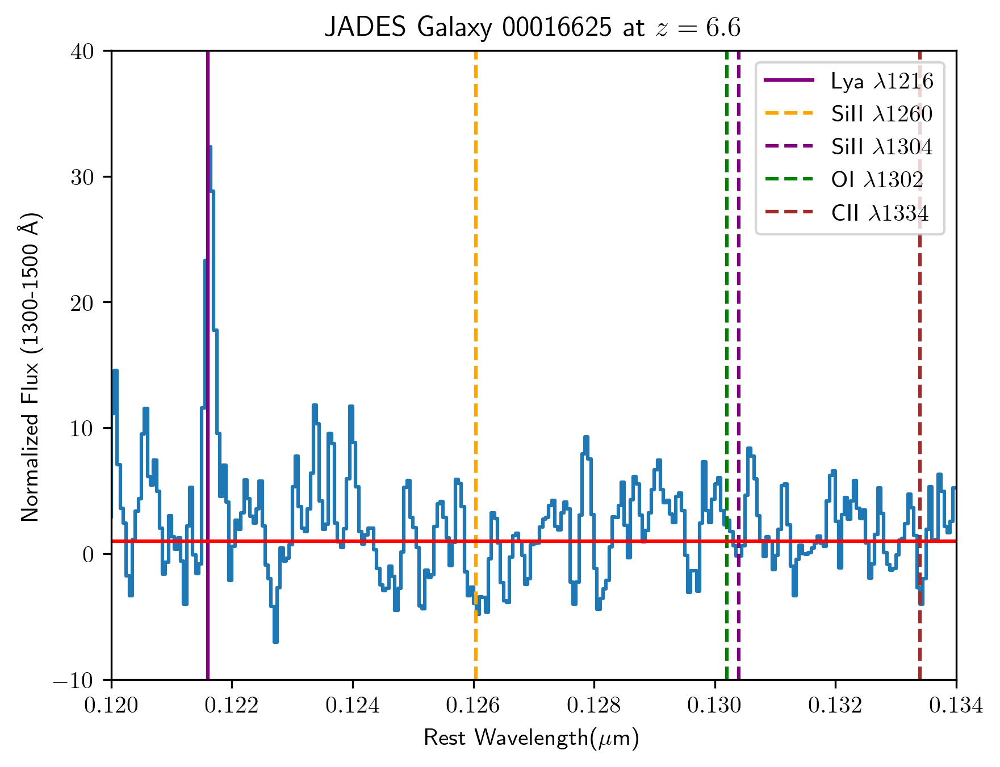 JADES Galaxy 00016625 at z = 6.6
Normalized Flux (1300-1500 Å)
40
30
20
10
0
−10
Lya λ1216
SiII λ1260
SiII λ1304
OI λ1302
CII λ1334
0.120 0.122 0.124 0.126 0.128 0.130 0.132 0.134
Rest Wavelength(μm)